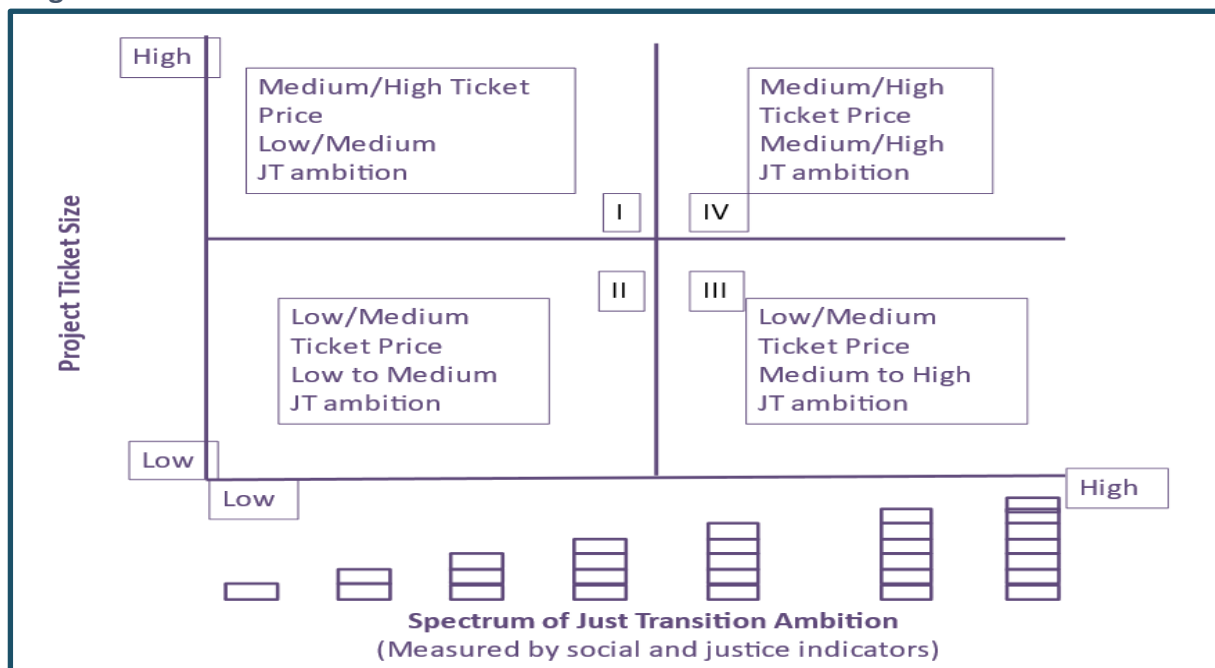 High
Medium/High Ticket
Price
Low/Medium
JT ambition
Medium/High
Ticket Price
Medium/High
JT ambition
I
IV
Project Ticket Size
II
III
Low/Medium
Ticket Price
Low to Medium
JT ambition
Low/Medium
Ticket Price
Medium to High
JT ambition
Low
Low
High
Spectrum of Just Transition Ambition
(Measured by social and justice indicators)